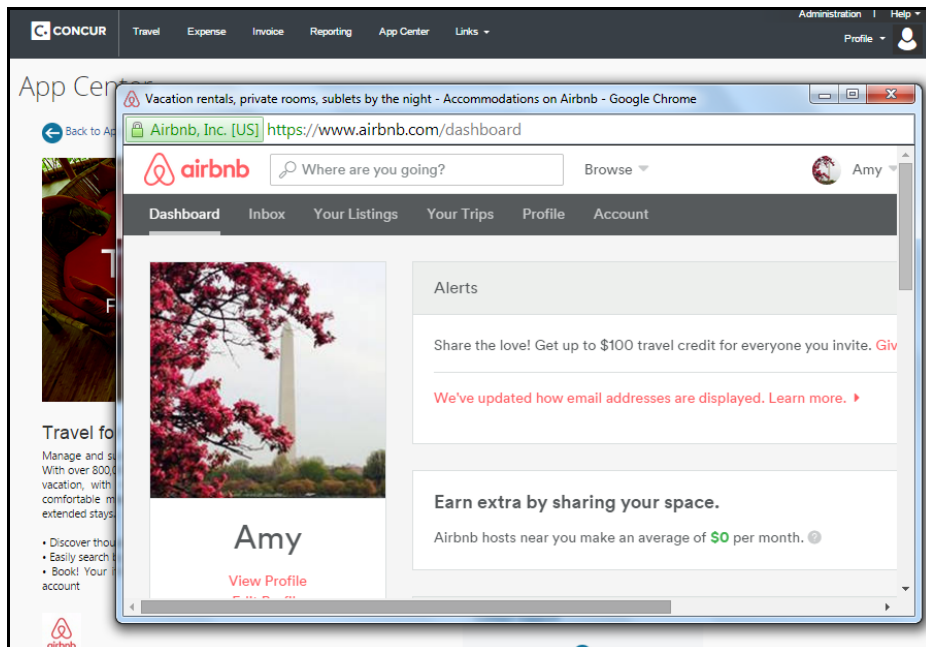 Administration | Help
C. CONCUR Travel Expense Invoice Reporting App Center Links
Profile
App Cen
Back to Ap
Vacation rentals, private rooms, sublets by the night - Accommodations on Airbnb - Google Chrome
Airbnb, Inc. [US] https://www.airbnb.com/dashboard
airbnb Where are you going? Browse Amy
Dashboard Inbox Your Listings Your Trips Profile Account
T
F
Alerts
Share the love! Get up to $100 travel credit for everyone you invite. Giv
We've updated how email addresses are displayed. Learn more.
Earn extra by sharing your space.
Airbnb hosts near you make an average of $0 per month.
Amy
View Profile
Travel fo
Manage and su
With over 800,0
vacation, with
comfortable m
extended stays.
• Discover thou
• Easily search b
• Book! Your it
account
airbnb